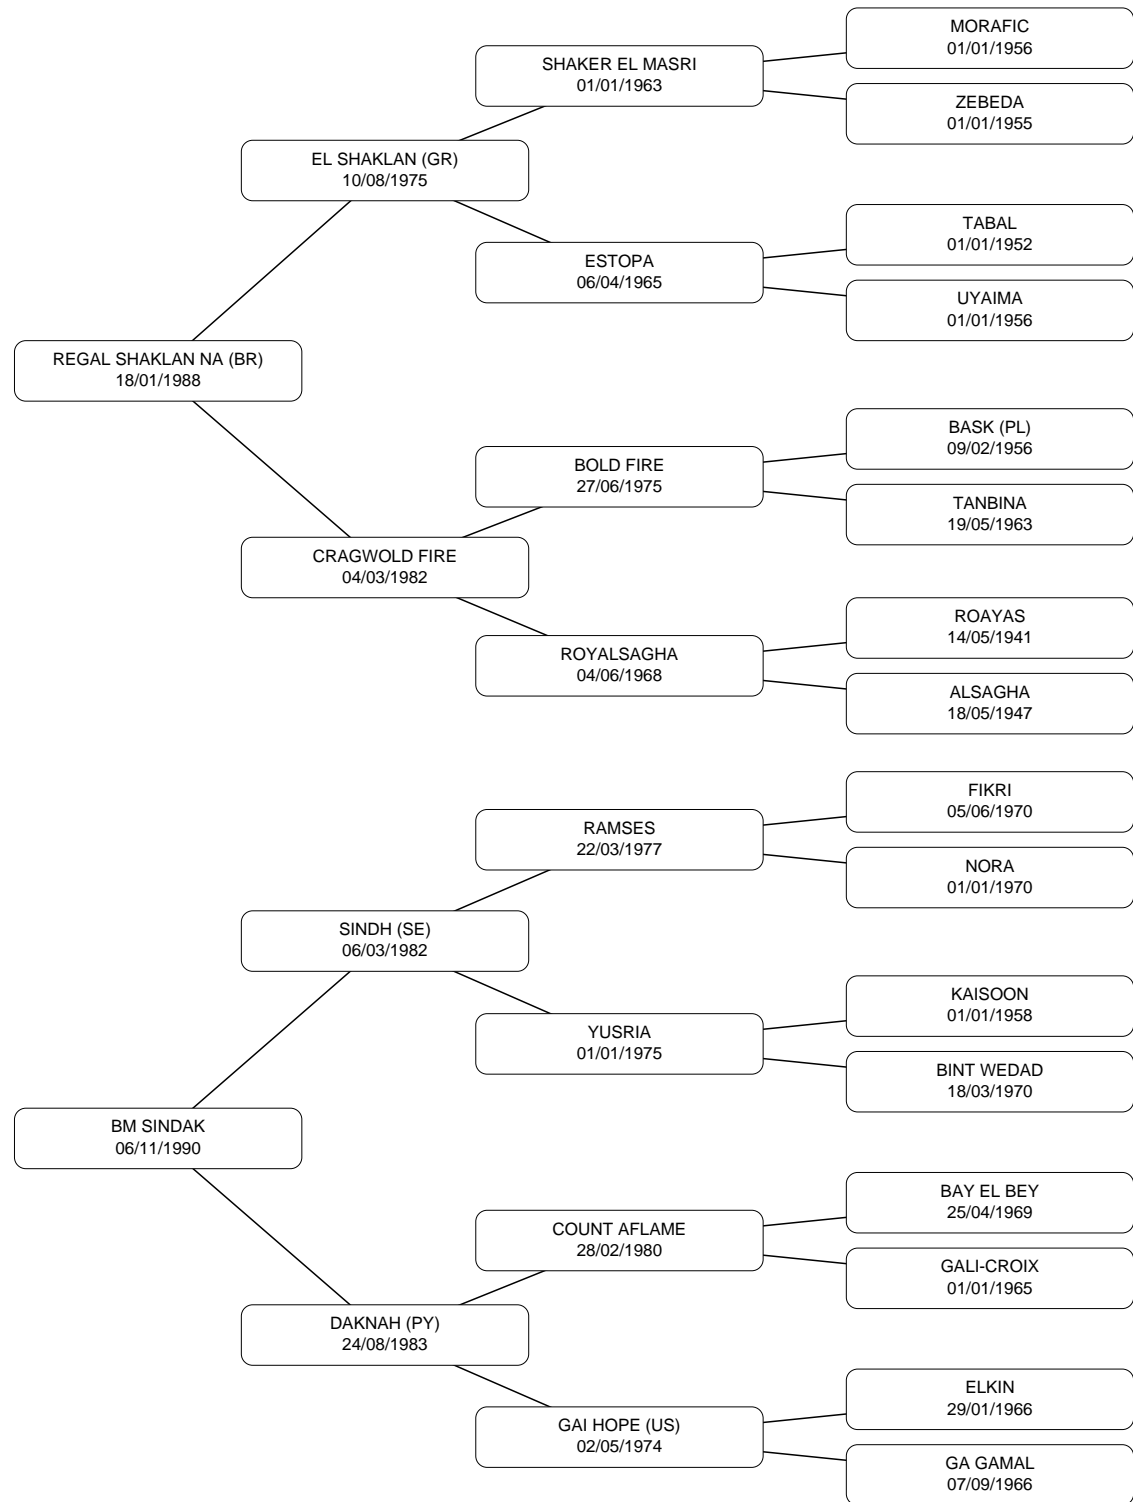 MORAFIC
01/01/1956
SHAKER EL MASRI
01/01/1963
ZEBEDA
01/01/1955
EL SHAKLAN (GR)
10/08/1975
TABAL
01/01/1952
ESTOPA
06/04/1965
UYAIMA
01/01/1956
REGAL SHAKLAN NA (BR)
18/01/1988
BASK (PL)
09/02/1956
BOLD FIRE
27/06/1975
TANBINA
19/05/1963
CRAGWOLD FIRE
04/03/1982
ROAYAS
14/05/1941
ROYALSAGHA
04/06/1968
ALSAGHA
18/05/1947
FIKRI
05/06/1970
RAMSES
22/03/1977
NORA
01/01/1970
SINDH (SE)
06/03/1982
KAISOON
01/01/1958
YUSRIA
01/01/1975
BINT WEDAD
18/03/1970
BM SINDAK
06/11/1990
BAY EL BEY
25/04/1969
COUNT AFLAME
28/02/1980
GALI-CROIX
01/01/1965
DAKNAH (PY)
24/08/1983
ELKIN
29/01/1966
GAI HOPE (US)
02/05/1974
GA GAMAL
07/09/1966